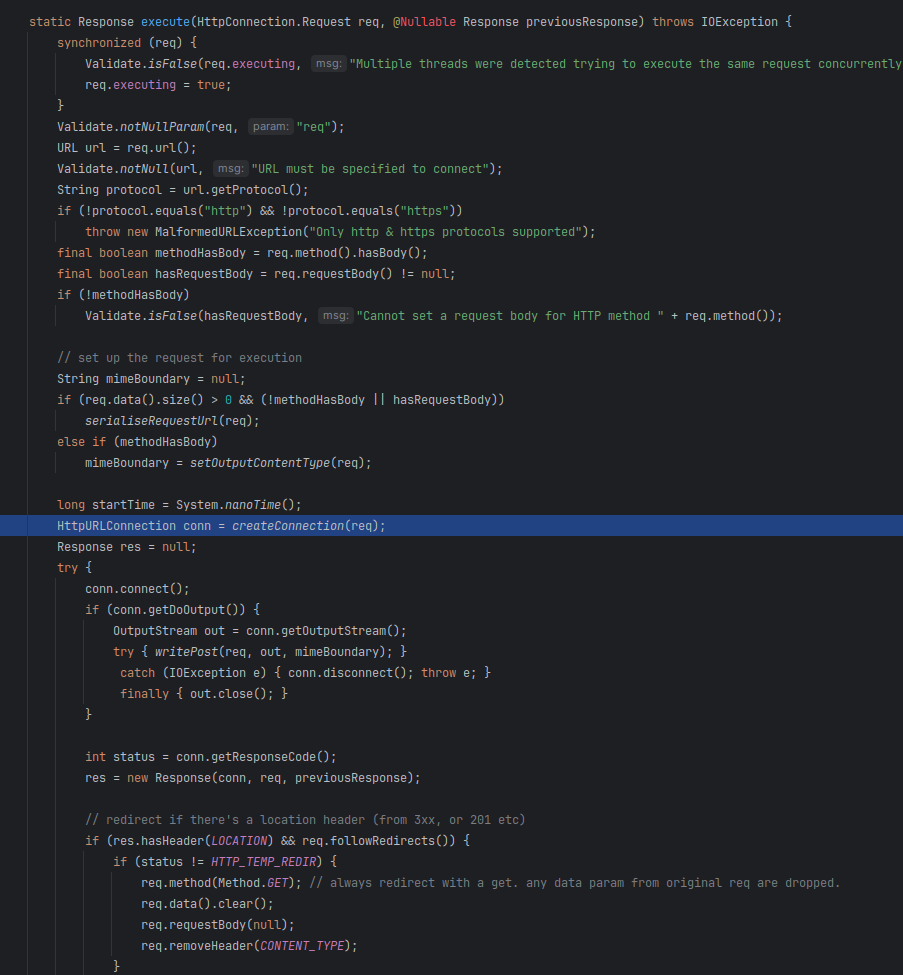 static Response execute(HttpConnection.Request req, @Nullable Response previousResponse) throws IOException {
synchronized (req) {
Validate.isFalse(req.executing, msg: "Multiple threads were detected trying to execute the same request concurrently
req.executing = true;
}
Validate.notNullParam(req, param: "req");
URL url = req.url();
Validate.notNull(url, msg: "URL must be specified to connect");
String protocol = url.getProtocol();
if (!protocol.equals("http") && !protocol.equals("https"))
throw new MalformedURLException("Only http & https protocols supported");
final boolean methodHasBody = req.method().hasBody();
final boolean hasRequestBody = req.requestBody() != null;
if (!methodHasBody)
Validate.isFalse(hasRequestBody, msg: "Cannot set a request body for HTTP method " + req.method());
// set up the request for execution
String mimeBoundary = null;
if (req.data().size() > 0 && (!methodHasBody || hasRequestBody))
serialiseRequestUrl(req);
else if (methodHasBody)
mimeBoundary = setOutputContentType(req);
long startTime = System.nanoTime();
HttpURLConnection conn = createConnection(req);
Response res = null;
try {
conn.connect();
if (conn.getDoOutput()) {
OutputStream out = conn.getOutputStream();
try { writePost(req, out, mimeBoundary); }
catch (IOException e) { conn.disconnect(); throw e; }
finally { out.close(); }
}
int status = conn.getResponseCode();
res = new Response(conn, req, previousResponse);
// redirect if there's a location header (from 3xx, or 201 etc)
if (res.hasHeader(LOCATION) && req.followRedirects()) {
if (status != HTTP_TEMP_REDIR) {
req.method(Method.GET); // always redirect with a get. any data param from original req are dropped.
req.data().clear();
req.requestBody(null);
req.removeHeader(CONTENT_TYPE);
}